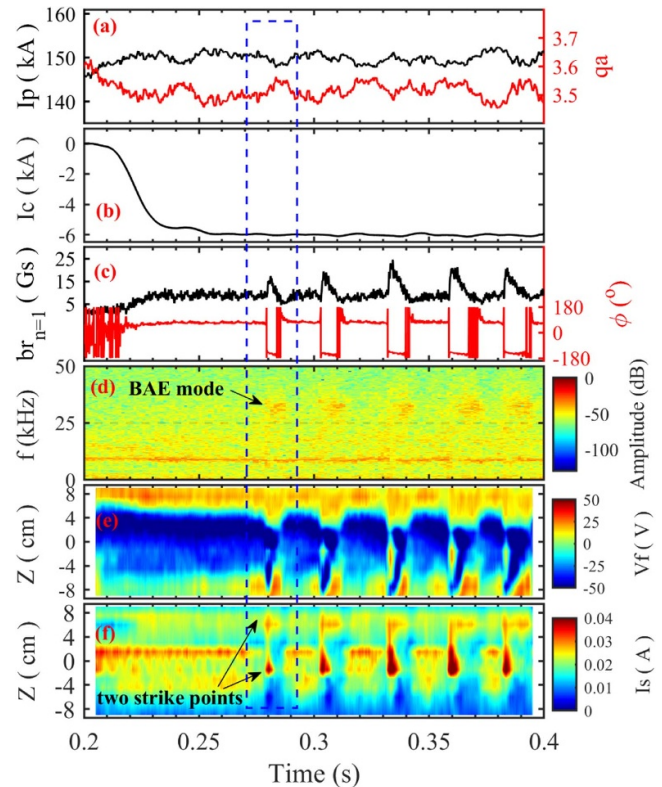 (a)
Ip ( kA )
150
140
3.7
3.6
3.5
qa
(b)
Ic ( kA )
0
-2
-4
-6
(c)
br n=1 ( Gs )
25
15
5
180
0
-180
ϕ (°)
(d)
BAE mode
f (kHz)
50
25
0
-50
-100
Amplitude (dB)
(e)
Z ( cm )
8
4
0
-4
-8
50
25
0
-25
-50
Vf ( V )
(f)
two strike points
Z ( cm )
8
4
0
-4
-8
0.04
0.03
0.02
0.01
0
Is ( A )
0.2 0.25 0.3 0.35 0.4
Time (s)